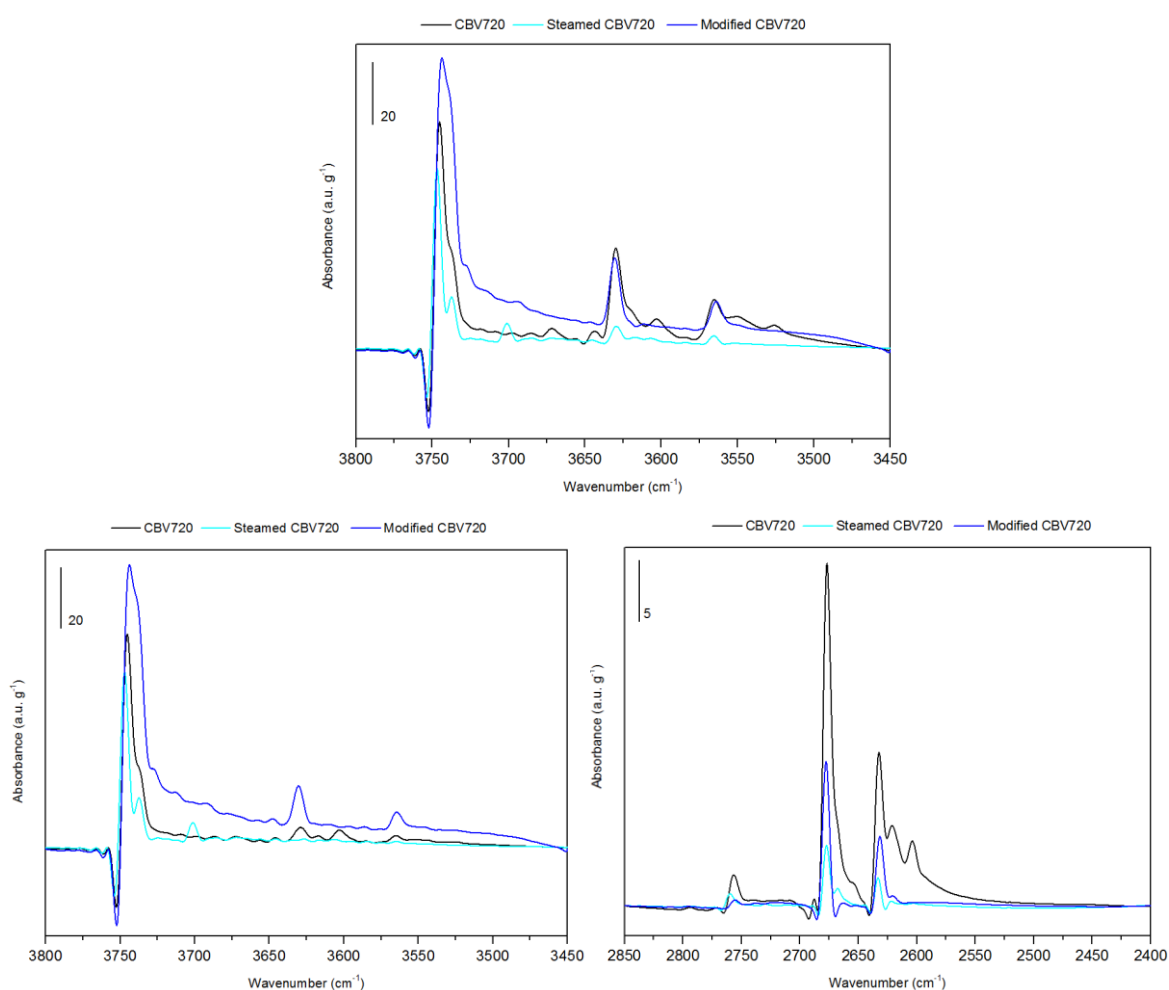 CBV720 Steamed CBV720 Modified CBV720
20
Absorbance (a.u. g⁻¹)
3800 3750 3700 3650 3600 3550 3500 3450
Wavenumber (cm⁻¹)
CBV720 Steamed CBV720 Modified CBV720
20
Absorbance (a.u. g⁻¹)
3800 3750 3700 3650 3600 3550 3500 3450
Wavenumber (cm⁻¹)
CBV720 Steamed CBV720 Modified CBV720
5
Absorbance (a.u. g⁻¹)
2850 2800 2750 2700 2650 2600 2550 2500 2450 2400
Wavenumber (cm⁻¹)